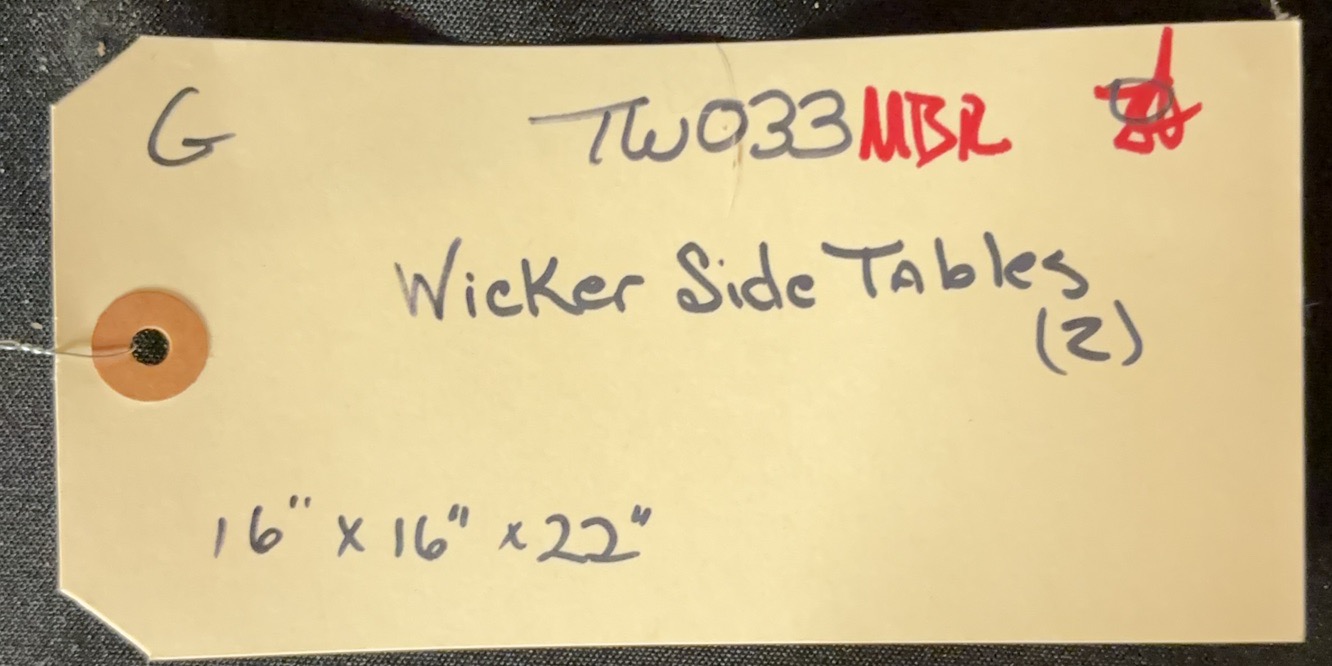 G TW033MBR
Wicker Side Tables
(2)
16" x 16" x 22"